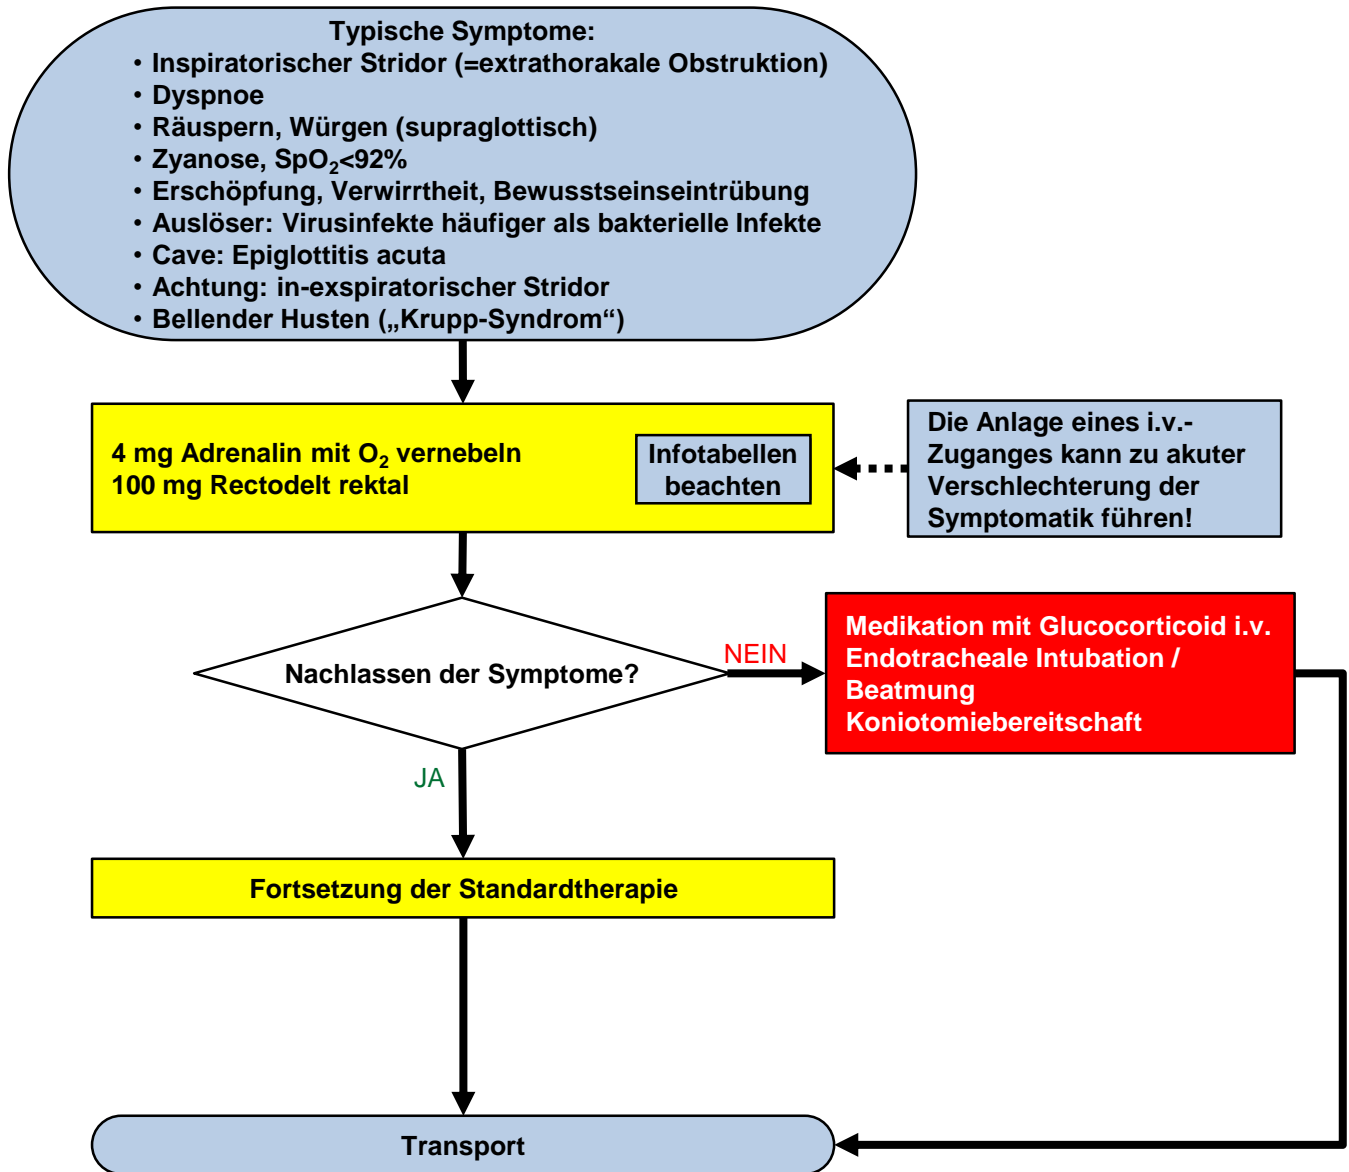 Typische Symptome:
• Inspiratorischer Stridor (=extrathorakale Obstruktion)
• Dyspnoe
• Räuspern, Würgen (supraglottisch)
• Zyanose, SpO₂<92%
• Erschöpfung, Verwirrtheit, Bewusstseinseintrübung
• Auslöser: Virusinfekte häufiger als bakterielle Infekte
• Cave: Epiglottitis acuta
• Achtung: in-exspiratorischer Stridor
• Bellender Husten („Krupp-Syndrom“)
4 mg Adrenalin mit O₂ vernebeln
100 mg Rectodelt rektal
Infotabellen
beachten
Die Anlage eines i.v.-
Zuganges kann zu akuter
Verschlechterung der
Symptomatik führen!
Nachlassen der Symptome?
NEIN
Medikation mit Glucocorticoid i.v.
Endotracheale Intubation /
Beatmung
Koniotomiebereitschaft
JA
Fortsetzung der Standardtherapie
Transport